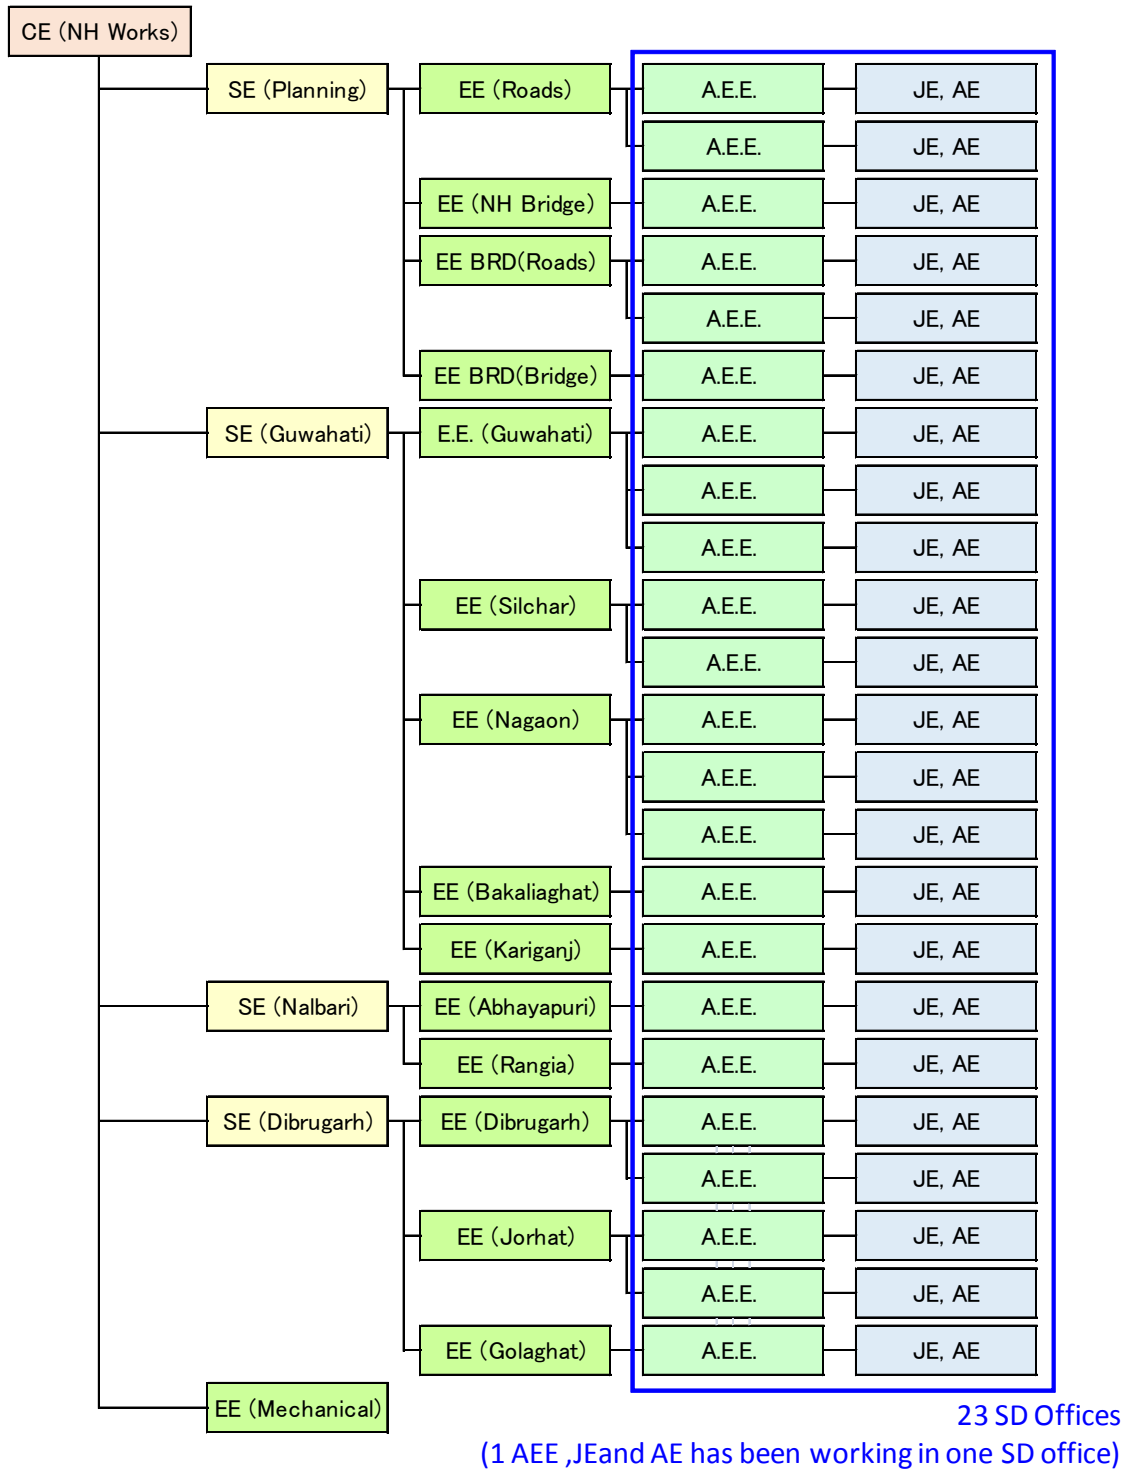 CE (NH Works)
SE (Planning) EE (Roads) A.E.E. JE, AE
A.E.E. JE, AE
EE (NH Bridge) A.E.E. JE, AE
EE BRD(Roads) A.E.E. JE, AE
A.E.E. JE, AE
EE BRD(Bridge) A.E.E. JE, AE
SE (Guwahati) E.E. (Guwahati) A.E.E. JE, AE
A.E.E. JE, AE
A.E.E. JE, AE
EE (Silchar) A.E.E. JE, AE
A.E.E. JE, AE
EE (Nagaon) A.E.E. JE, AE
A.E.E. JE, AE
A.E.E. JE, AE
EE (Bakaliaghat) A.E.E. JE, AE
EE (Kariganj) A.E.E. JE, AE
SE (Nalbari) EE (Abhayapuri) A.E.E. JE, AE
EE (Rangia) A.E.E. JE, AE
SE (Dibrugarh) EE (Dibrugarh) A.E.E. JE, AE
A.E.E. JE, AE
EE (Jorhat) A.E.E. JE, AE
A.E.E. JE, AE
EE (Golaghat) A.E.E. JE, AE
EE (Mechanical)
23 SD Offices
(1 AEE ,JEand AE has been working in one SD office)